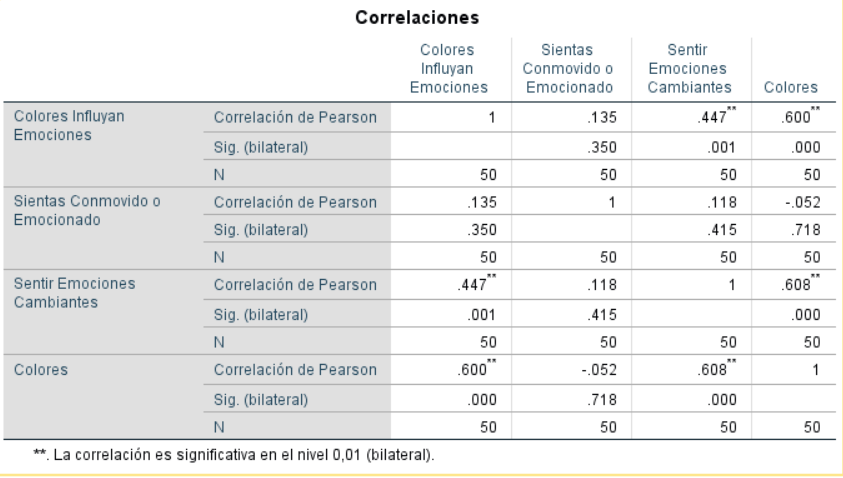 Correlaciones
Colores Influyan Emociones Sientas Conmovido o Emocionado Sentir Emociones Cambiantes Colores
Colores Influyan Emociones Correlación de Pearson 1 .135 .447** .600**
Sig. (bilateral) .350 .001 .000
N 50 50 50 50
Sientas Conmovido o Emocionado Correlación de Pearson .135 1 .118 -.052
Sig. (bilateral) .350 .415 .718
N 50 50 50 50
Sentir Emociones Cambiantes Correlación de Pearson .447** .118 1 .608**
Sig. (bilateral) .001 .415 .000
N 50 50 50 50
Colores Correlación de Pearson .600** -.052 .608** 1
Sig. (bilateral) .000 .718 .000
N 50 50 50 50
**. La correlación es significativa en el nivel 0,01 (bilateral).